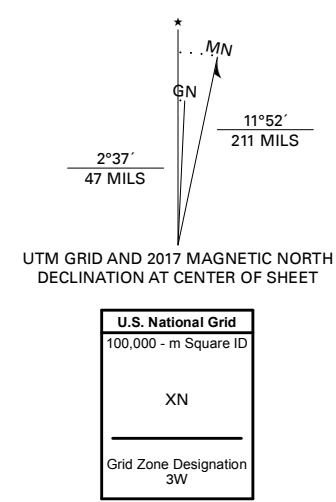 ★
MN
GN
11°52´
211 MILS
2°37´
47 MILS
UTM GRID AND 2017 MAGNETIC NORTH
DECLINATION AT CENTER OF SHEET
U.S. National Grid
100,000 - m Square ID
XN
Grid Zone Designation
3W